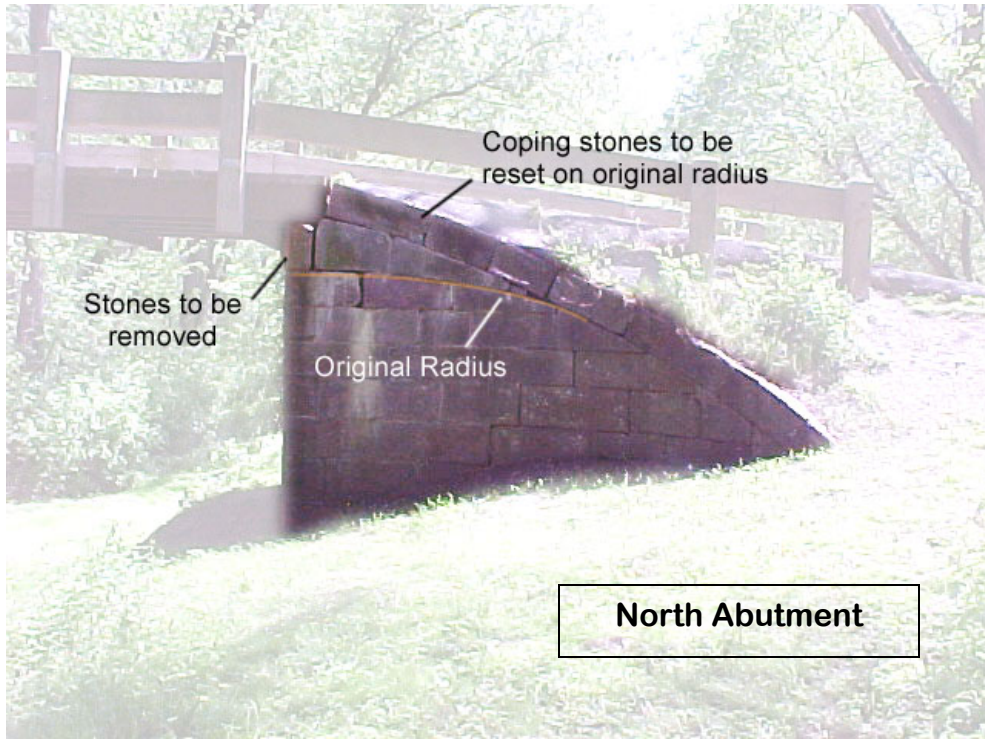 Coping stones to be
reset on original radius
Stones to be
removed
Original Radius
North Abutment